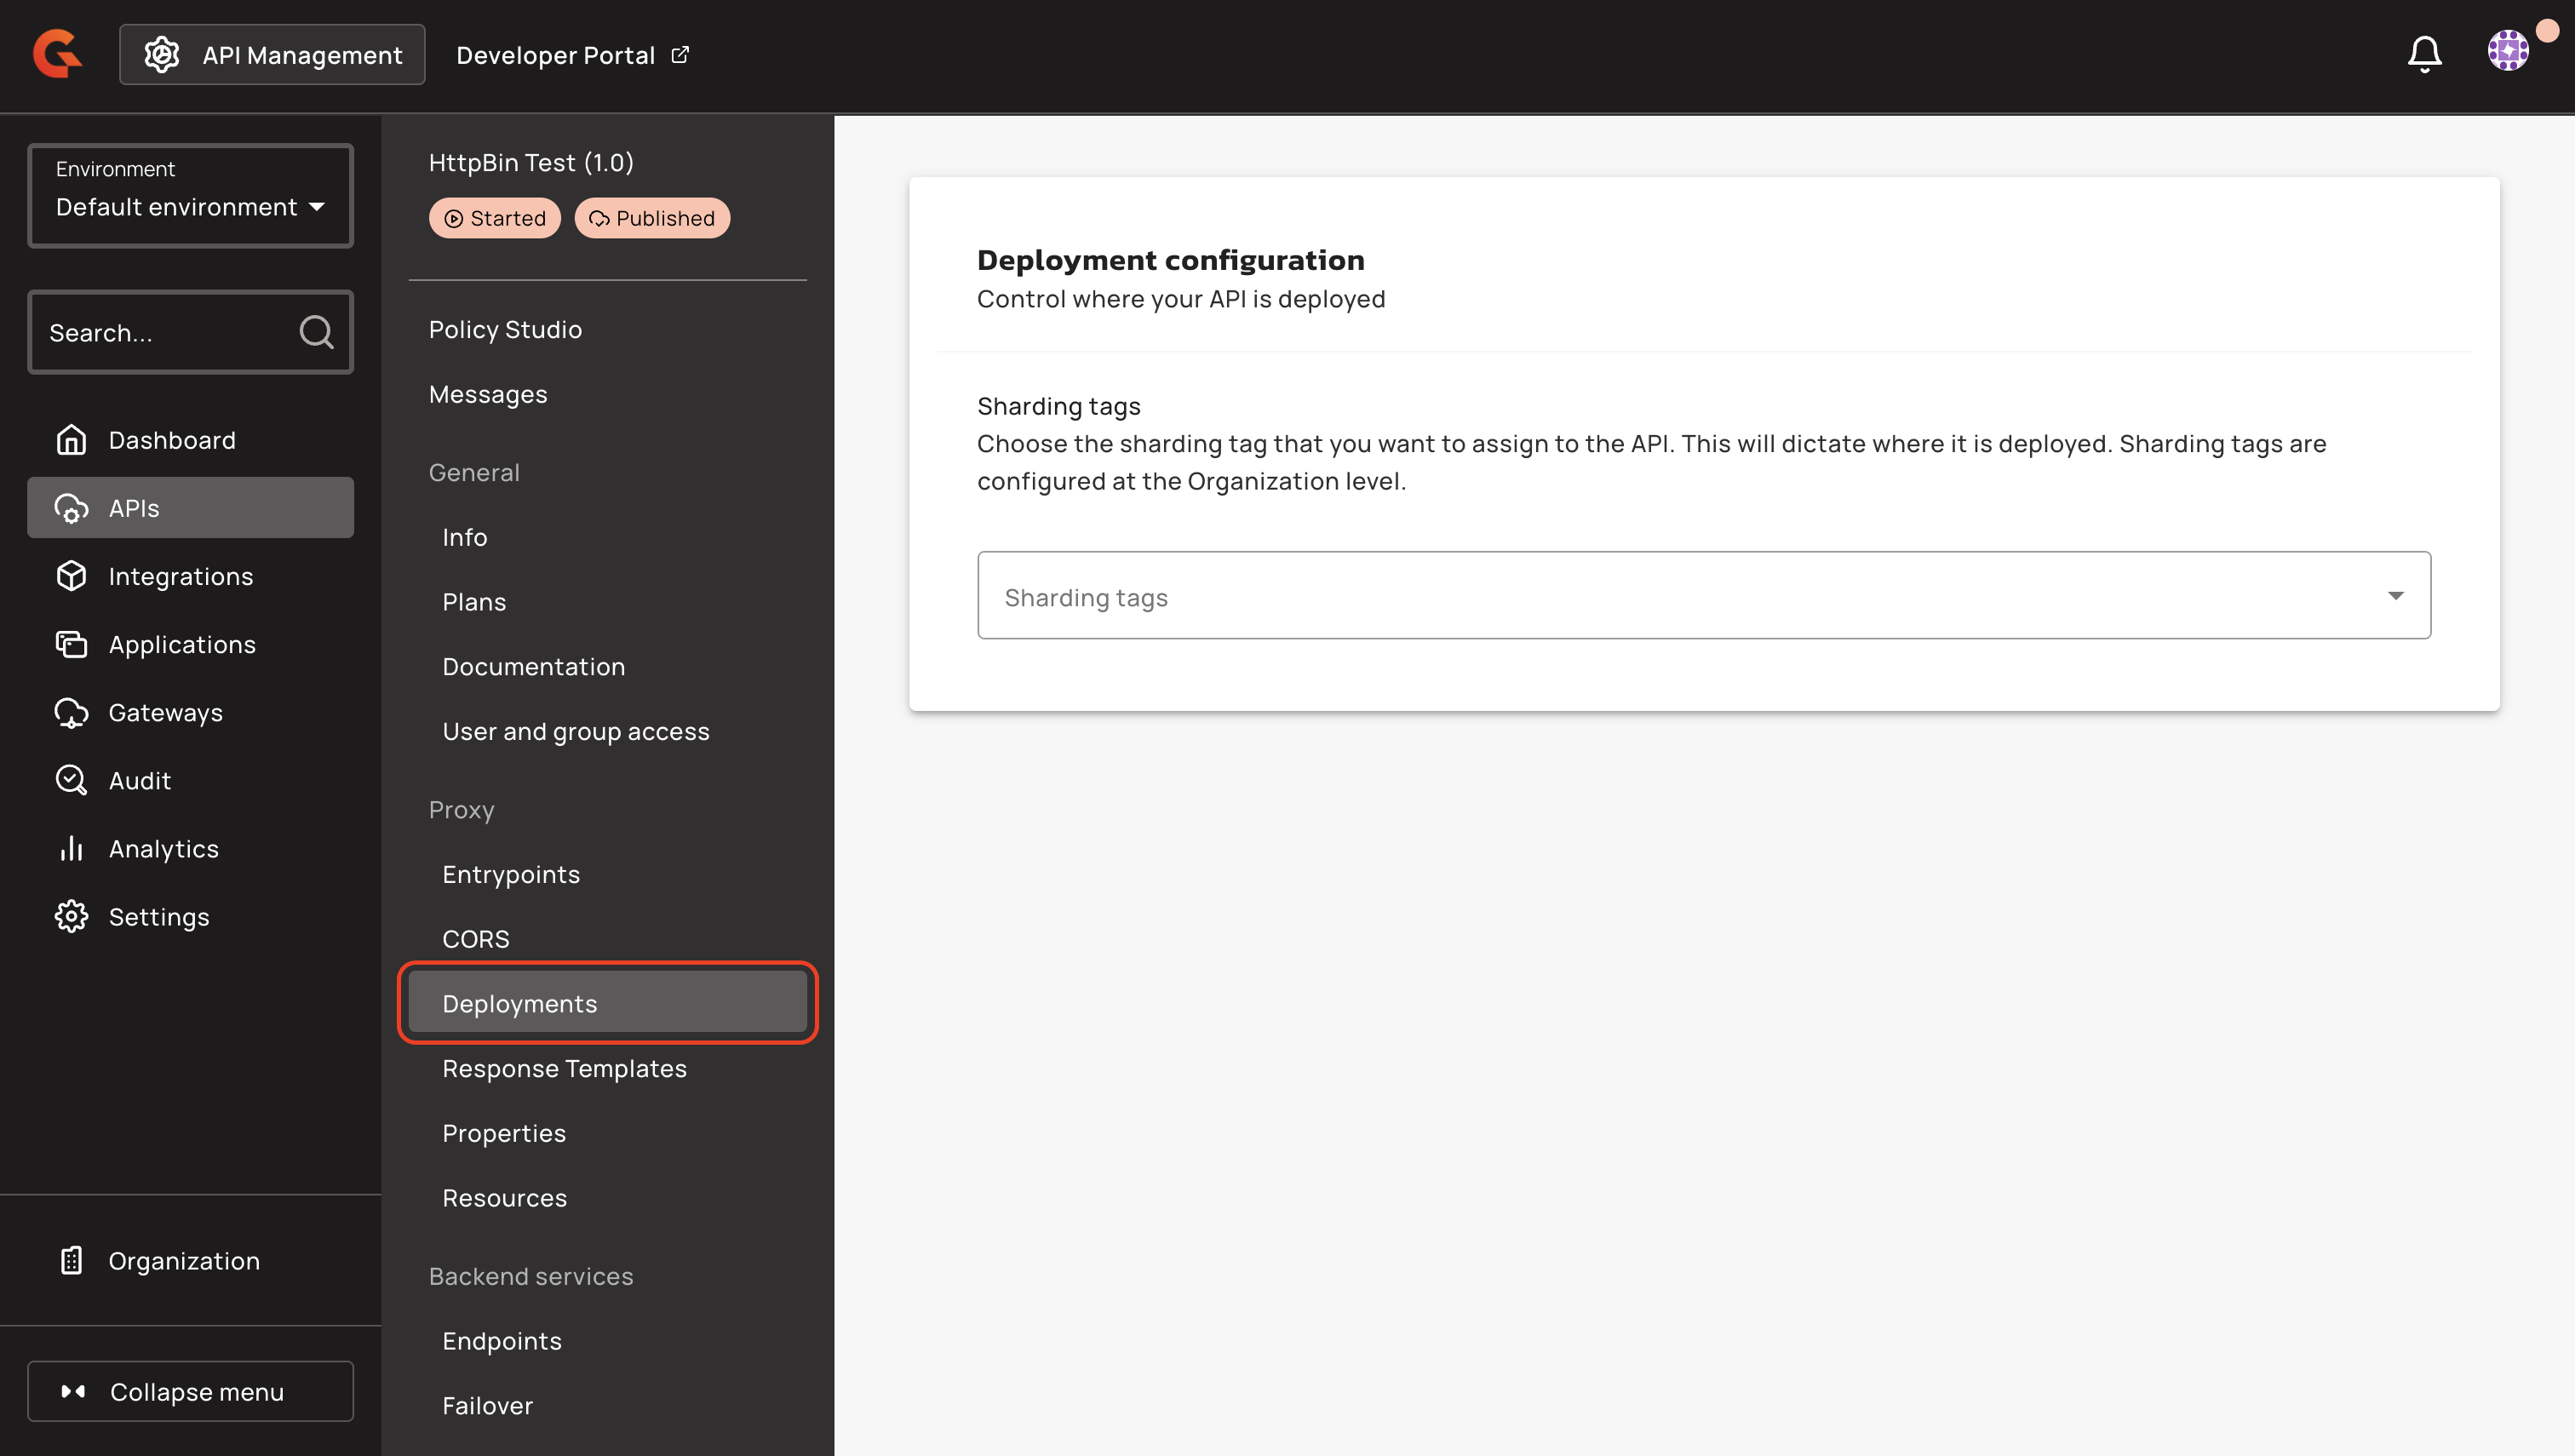 API Management
Developer Portal
Environment
Default environment
Search...
Dashboard
APIs
Integrations
Applications
Gateways
Audit
Analytics
Settings
Organization
Collapse menu
HttpBin Test (1.0)
Started
Published
Policy Studio
Messages
General
Info
Plans
Documentation
User and group access
Proxy
Entrypoints
CORS
Deployments
Response Templates
Properties
Resources
Backend services
Endpoints
Failover
Deployment configuration
Control where your API is deployed
Sharding tags
Choose the sharding tag that you want to assign to the API. This will dictate where it is deployed. Sharding tags are
configured at the Organization level.
Sharding tags